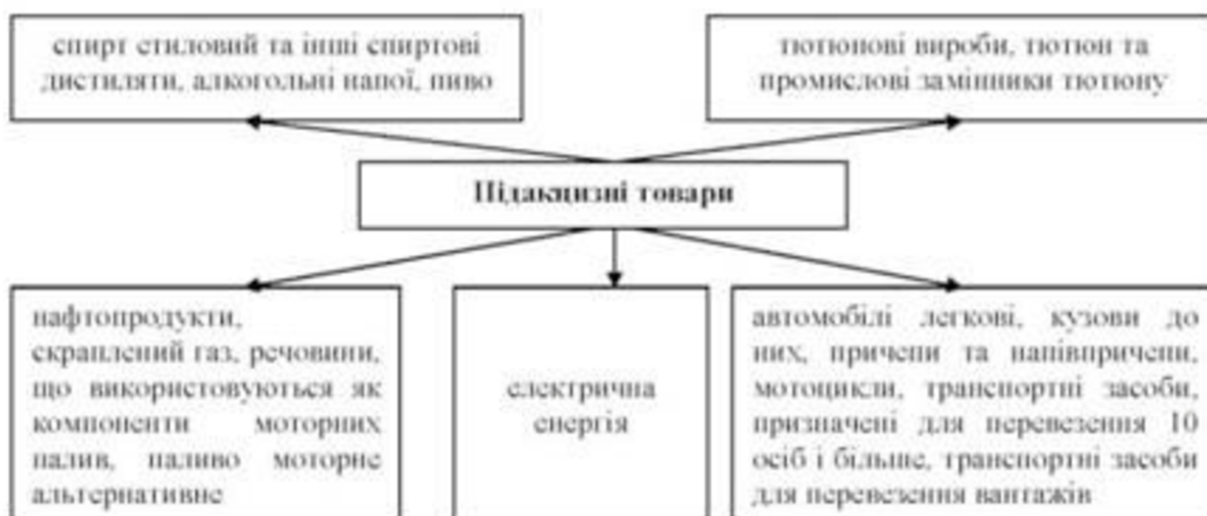 спирт етиловий та інші спиртові
дистиляти, алкогольні напої, пиво
тютюнові вироби, тютюн та
промислові замінники тютюну
Підакцизні товари
нафтопродукти,
скраплений газ, речовини,
що використовуються як
компоненти моторних
палив, паливо моторне
альтернативне
електрична
енергія
автомобілі легкові, кузови до
них, причепи та напівпричепи,
мотоцикли, транспортні засоби,
призначені для перевезення 10
осіб і більше, транспортні засоби
для перевезення вантажів